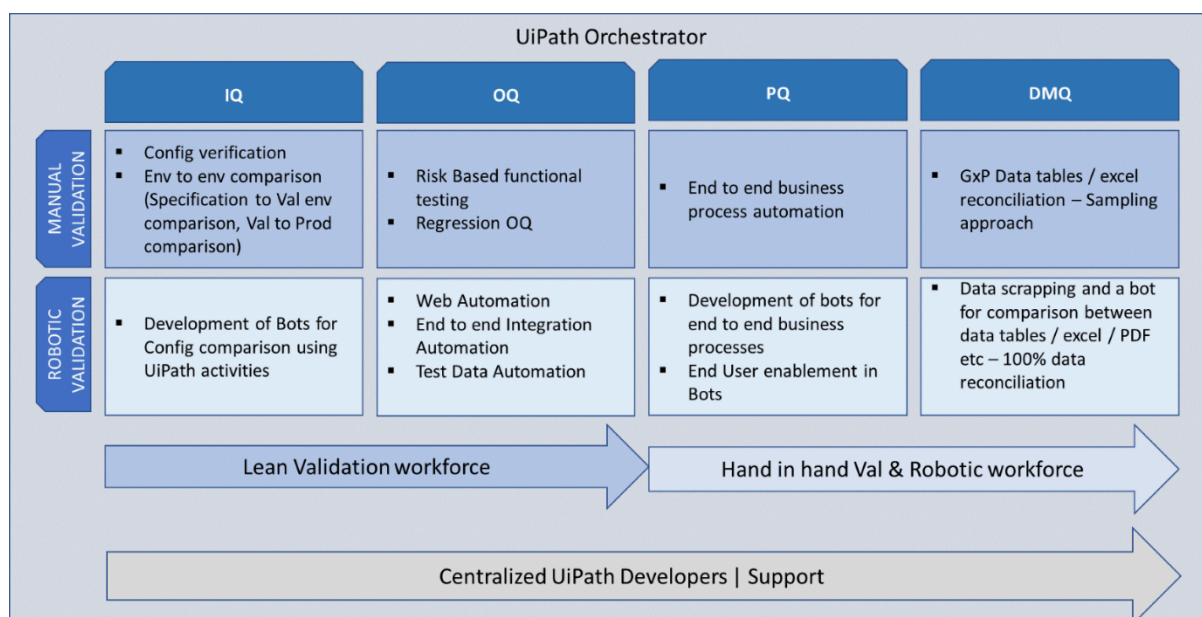 UiPath Orchestrator
IQ
OQ
PQ
DMQ
MANUAL
VALIDATION
▪ Config verification
▪ Env to env comparison
(Specification to Val env
comparison, Val to Prod
comparison)
▪ Risk Based functional
testing
▪ Regression OQ
▪ End to end business
process automation
▪ GxP Data tables / excel
reconciliation – Sampling
approach
ROBOTIC
VALIDATION
▪ Development of Bots for
Config comparison using
UiPath activities
▪ Web Automation
▪ End to end Integration
Automation
▪ Test Data Automation
▪ Development of bots for
end to end business
processes
▪ End User enablement in
Bots
▪ Data scrapping and a bot
for comparison between
data tables / excel / PDF
etc – 100% data
reconciliation
Lean Validation workforce
Hand in hand Val & Robotic workforce
Centralized UiPath Developers | Support